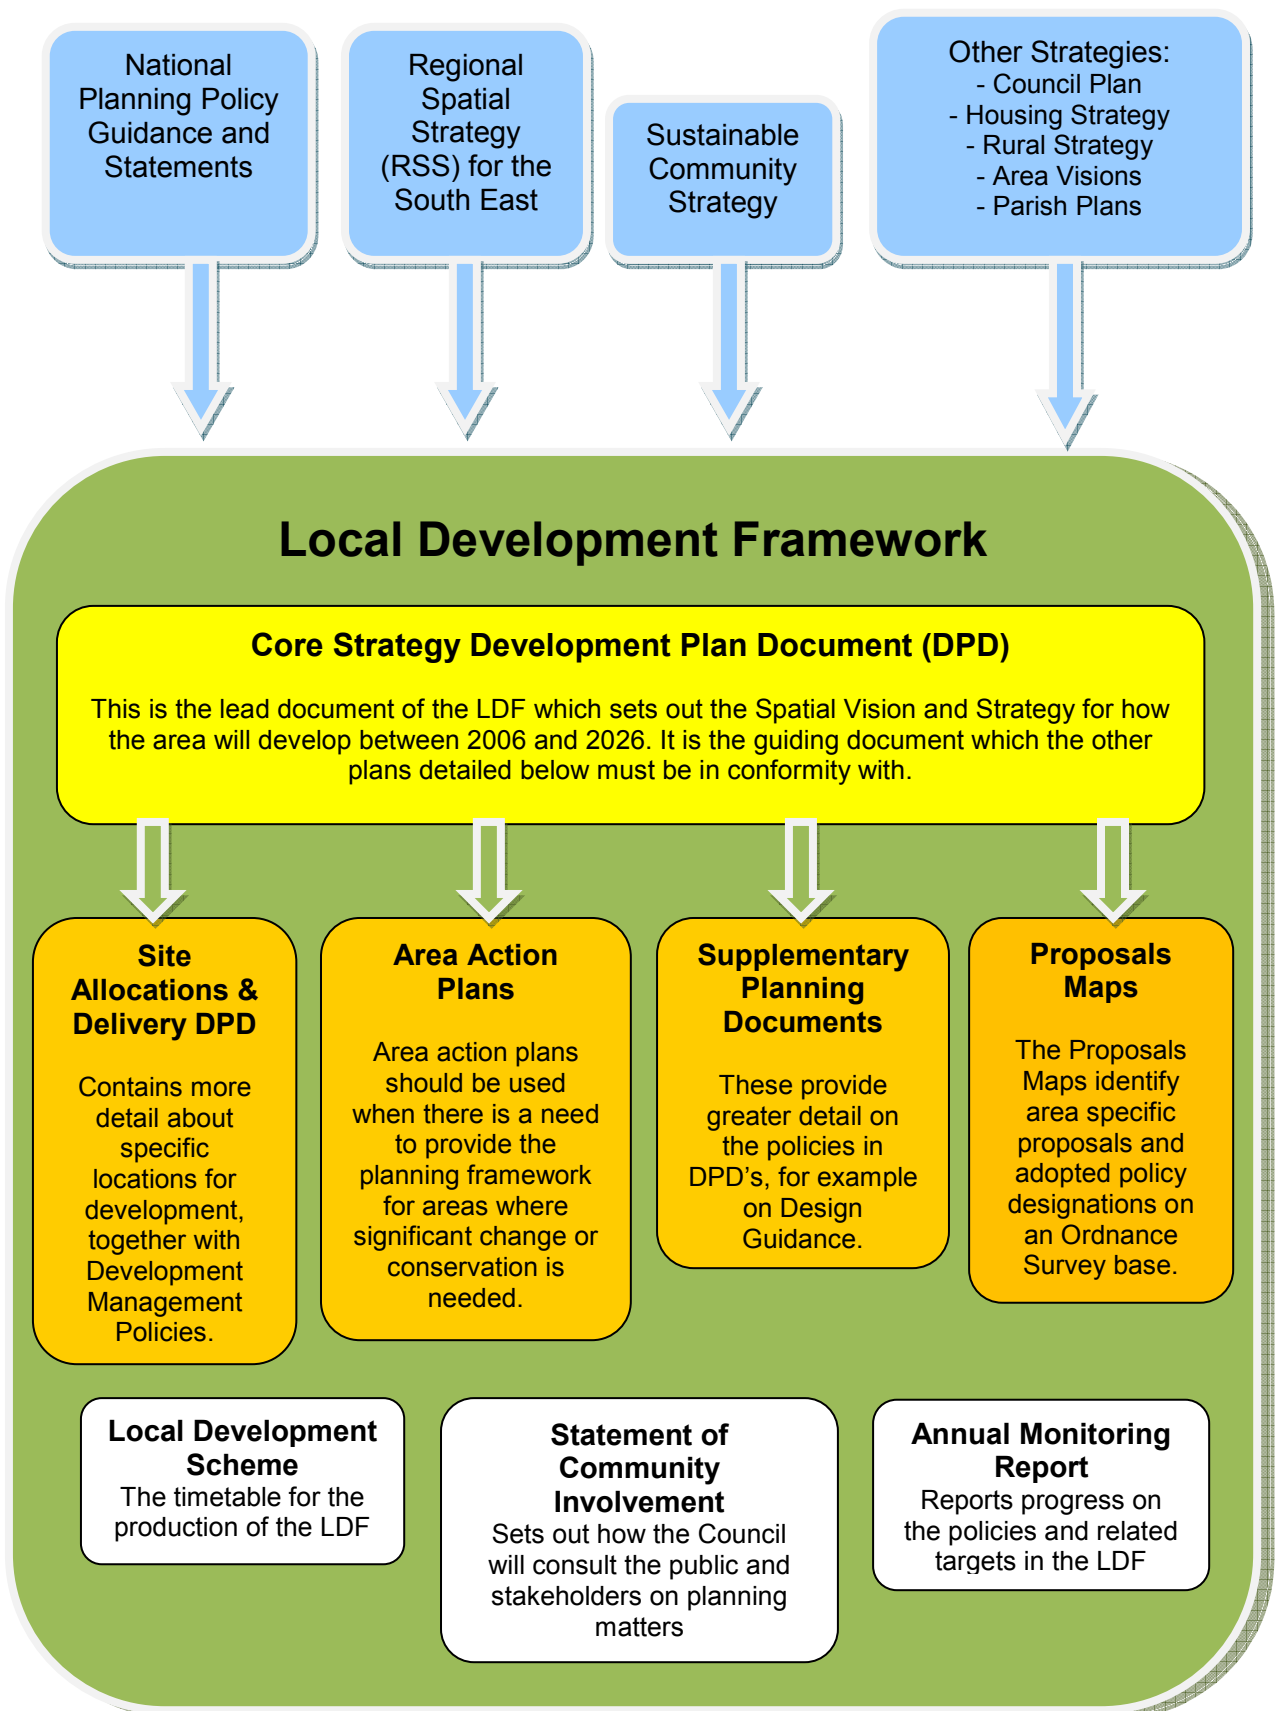 National
Planning Policy
Guidance and
Statements
Regional
Spatial
Strategy
(RSS) for the
South East
Sustainable
Community
Strategy
Other Strategies:
- Council Plan
- Housing Strategy
- Rural Strategy
- Area Visions
- Parish Plans
Local Development Framework
Core Strategy Development Plan Document (DPD)
This is the lead document of the LDF which sets out the Spatial Vision and Strategy for how
the area will develop between 2006 and 2026. It is the guiding document which the other
plans detailed below must be in conformity with.
Site
Allocations &
Delivery DPD
Contains more
detail about
specific
locations for
development,
together with
Development
Management
Policies.
Area Action
Plans
Area action plans
should be used
when there is a need
to provide the
planning framework
for areas where
significant change or
conservation is
needed.
Supplementary
Planning
Documents
These provide
greater detail on
the policies in
DPD’s, for example
on Design
Guidance.
Proposals
Maps
The Proposals
Maps identify
area specific
proposals and
adopted policy
designations on
an Ordnance
Survey base.
Local Development
Scheme
The timetable for the
production of the LDF
Statement of
Community
Involvement
Sets out how the Council
will consult the public and
stakeholders on planning
matters
Annual Monitoring
Report
Reports progress on
the policies and related
targets in the LDF